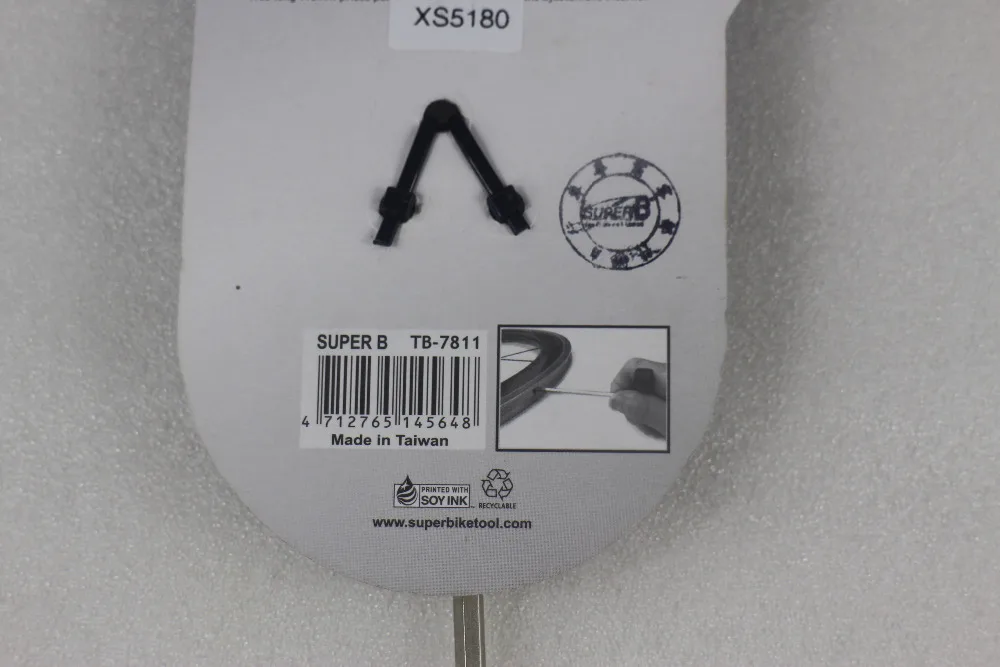 XS5180
SUPER B
SUPER B TB-7811
4 712765 145648
Made in Taiwan
PRINTED WITH
SOY INK
RECYCLABLE
www.superbiketool.com